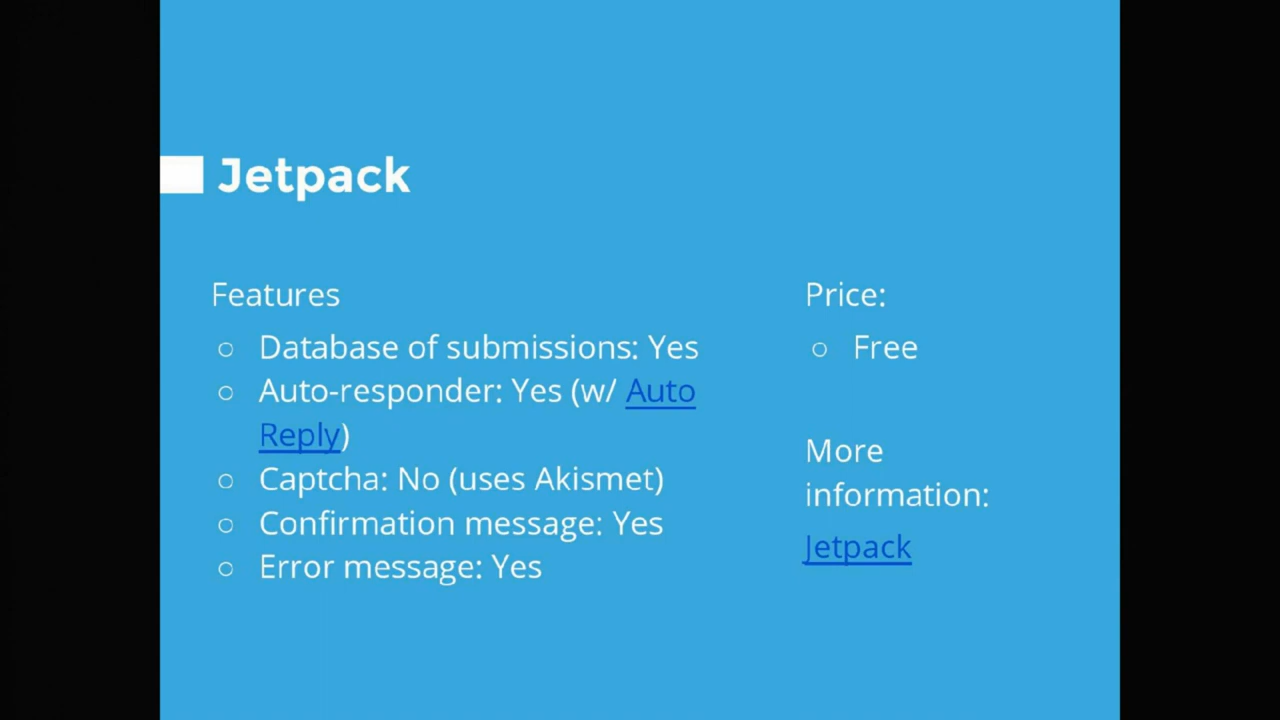 Jetpack
Features
○ Database of submissions: Yes
○ Auto-responder: Yes (w/ Auto
Reply)
○ Captcha: No (uses Akismet)
○ Confirmation message: Yes
○ Error message: Yes
Price:
○ Free
More
information:
Jetpack